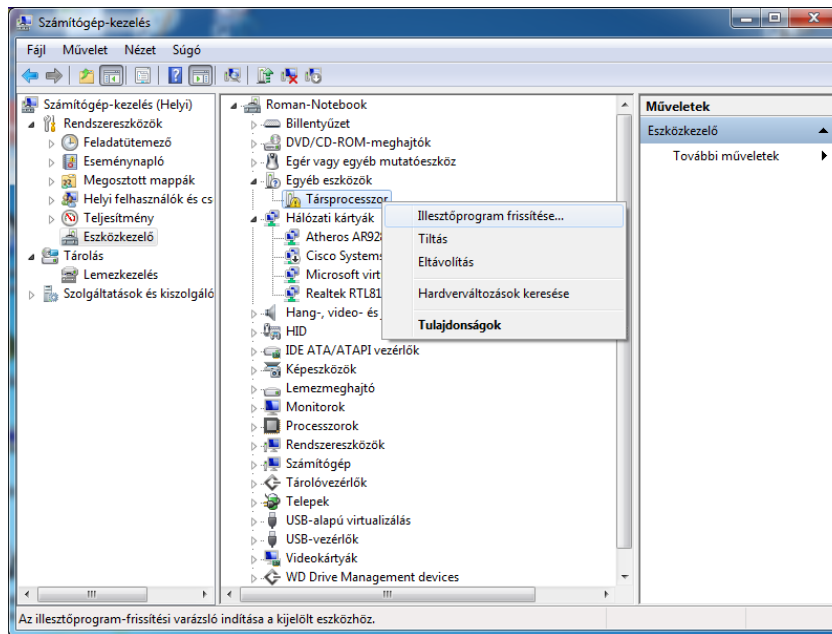 Számítógép-kezelés
Fájl Művelet Nézet Súgó
Számítógép-kezelés (Helyi)
Rendszereszközök
Feladatütemező
Eseménynapló
Megosztott mappák
Helyi felhasználók és cs
Teljesítmény
Eszközkezelő
Tárolás
Lemezkezelés
Szolgáltatások és kiszolgáló
Roman-Notebook
Billentyűzet
DVD/CD-ROM-meghajtók
Egér vagy egyéb mutatóeszköz
Egyéb eszközök
Társprocesszor
Hálózati kártyák
Atheros AR928
Cisco Systems
Microsoft virt
Realtek RTL81
Hang-, video- és
HID
IDE ATA/ATAPI vezérlők
Képeszközök
Lemezmeghajtó
Monitorok
Processzorok
Rendszereszközök
Számítógép
Tárolóvezérlők
Telepek
USB-alapú virtualizálás
USB-vezérlők
Videokártyák
WD Drive Management devices
Illesztőprogram frissítése...
Tiltás
Eltávolítás
Hardverváltozások keresése
Tulajdonságok
Műveletek
Eszközkezelő
További műveletek
Az illesztőprogram-frissítési varázsló indítása a kijelölt eszközhöz.